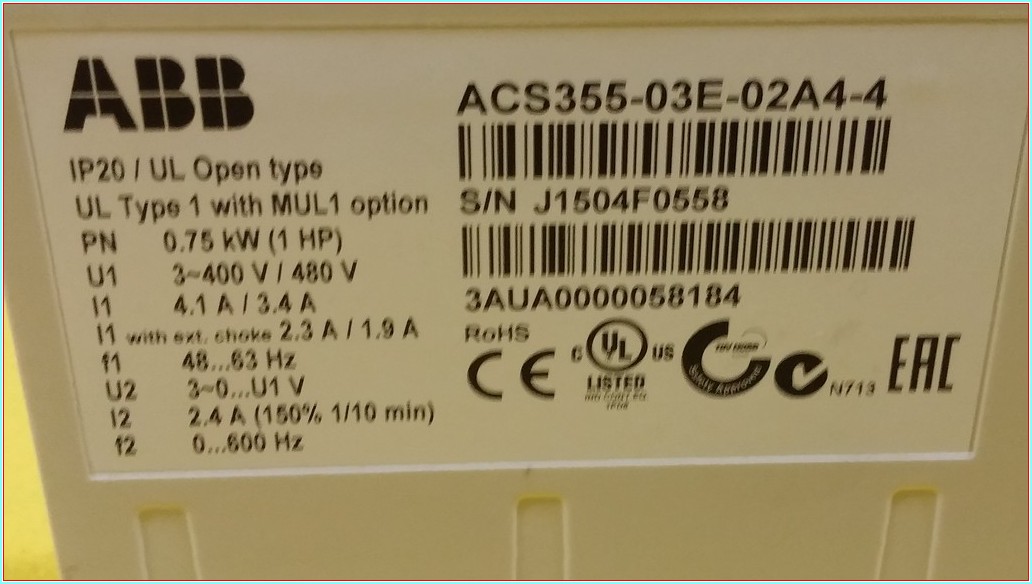 ABB
IP20 / UL Open type
UL Type 1 with MUL1 option
PN 0.75 kW (1 HP)
U1 3~400 V / 480 V
I1 4.1 A / 3.4 A
I1 with ext. choke 2.3 A / 1.9 A
f1 48...63 Hz
U2 3~0...U1 V
I2 2.4 A (150% 1/10 min)
f2 0...600 Hz
ACS355-03E-02A4-4
S/N J1504F0558
3AUA0000058184
RoHS
CE
C UL US
LISTED
Safety Approved
N713
EAC